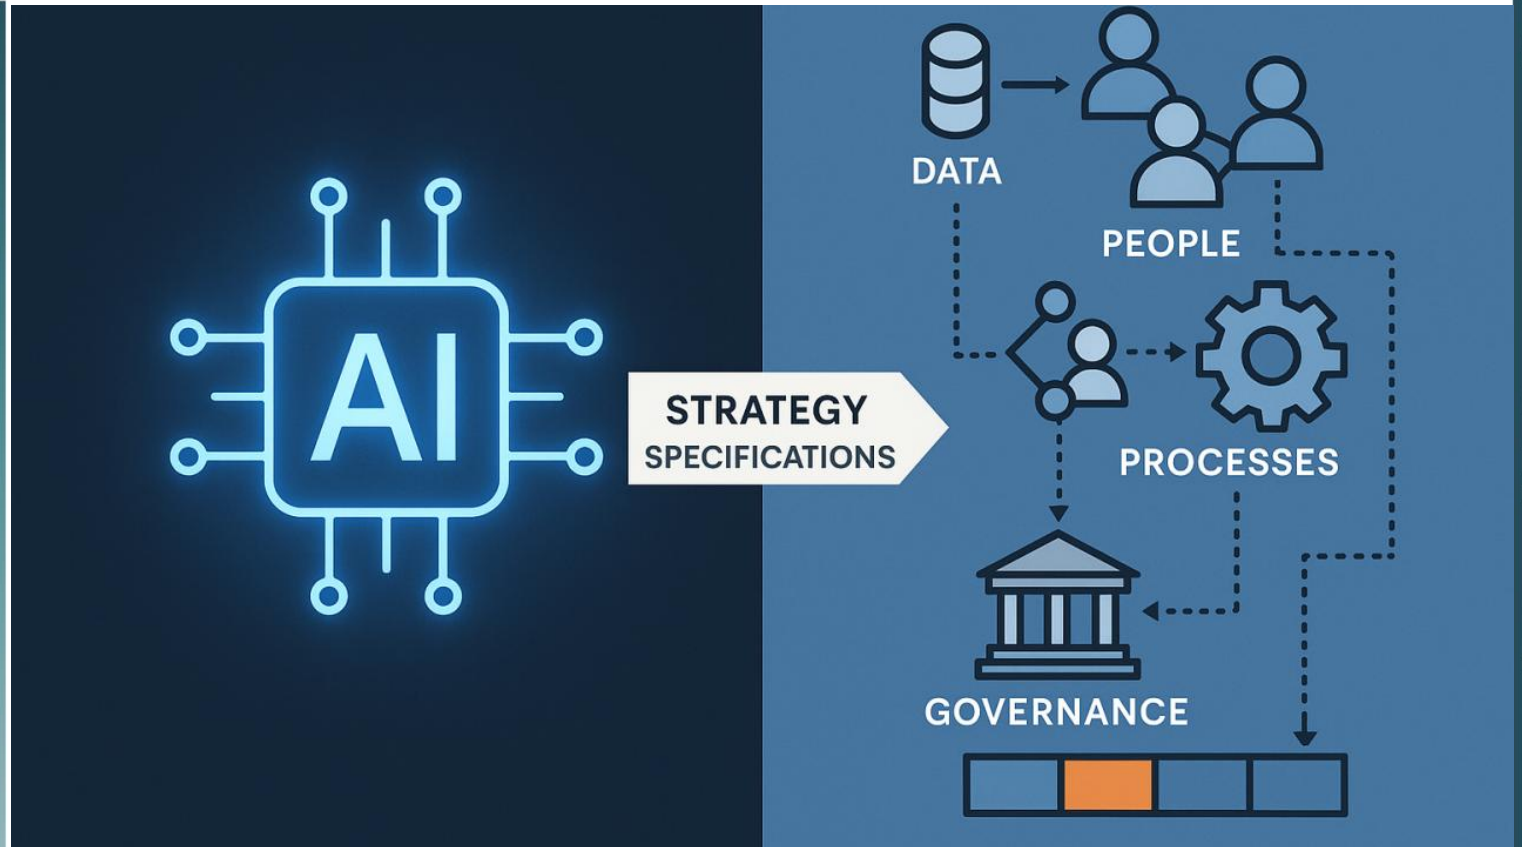 AI
STRATEGY
SPECIFICATIONS
DATA
PEOPLE
PROCESSES
GOVERNANCE